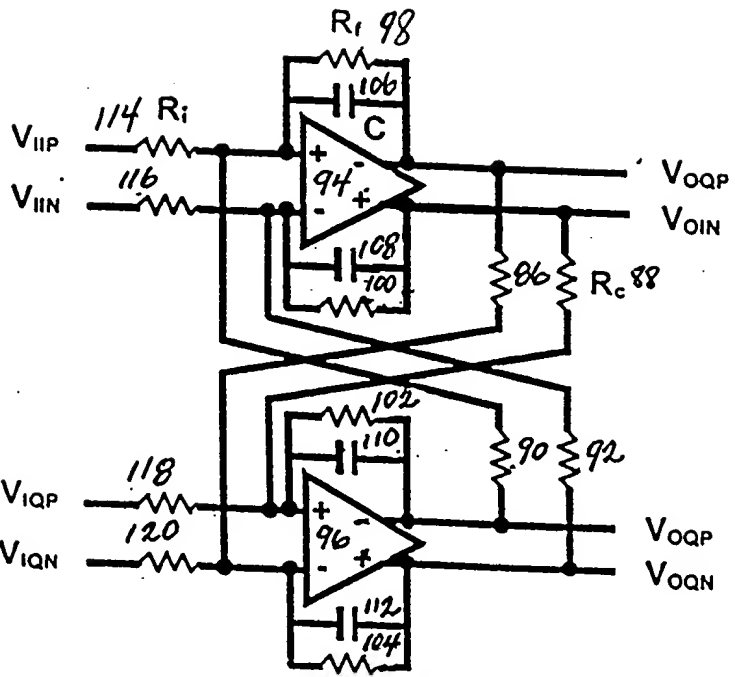 Rf 98
106
C
114 Ri
VIIP
116
VIIN
+ -
94
- +
VOQP
VOIN
108
100
86
Rc 88
102
110
90
92
118
VIQP
120
VIQN
+ -
96
- +
VOQP
VOQN
112
104